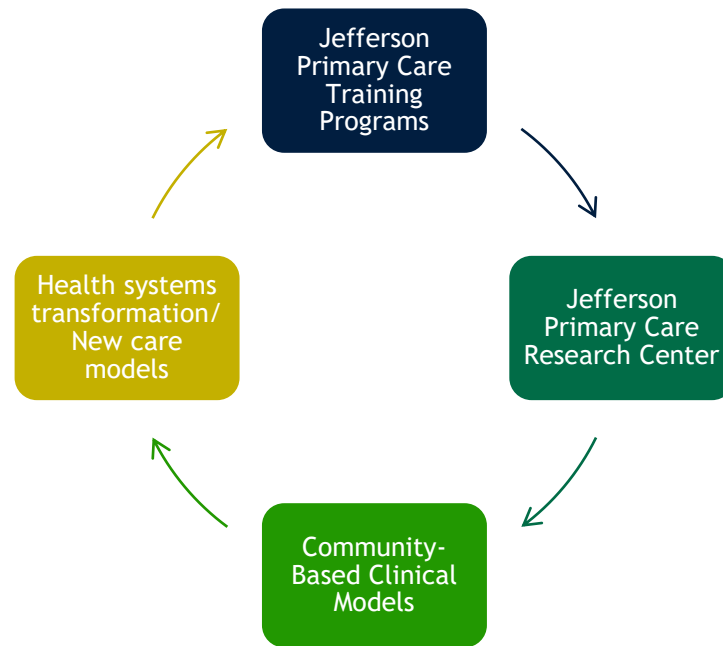 Jefferson
Primary Care
Training
Programs
Health systems
transformation/
New care
models
Jefferson
Primary Care
Research Center
Community-
Based Clinical
Models